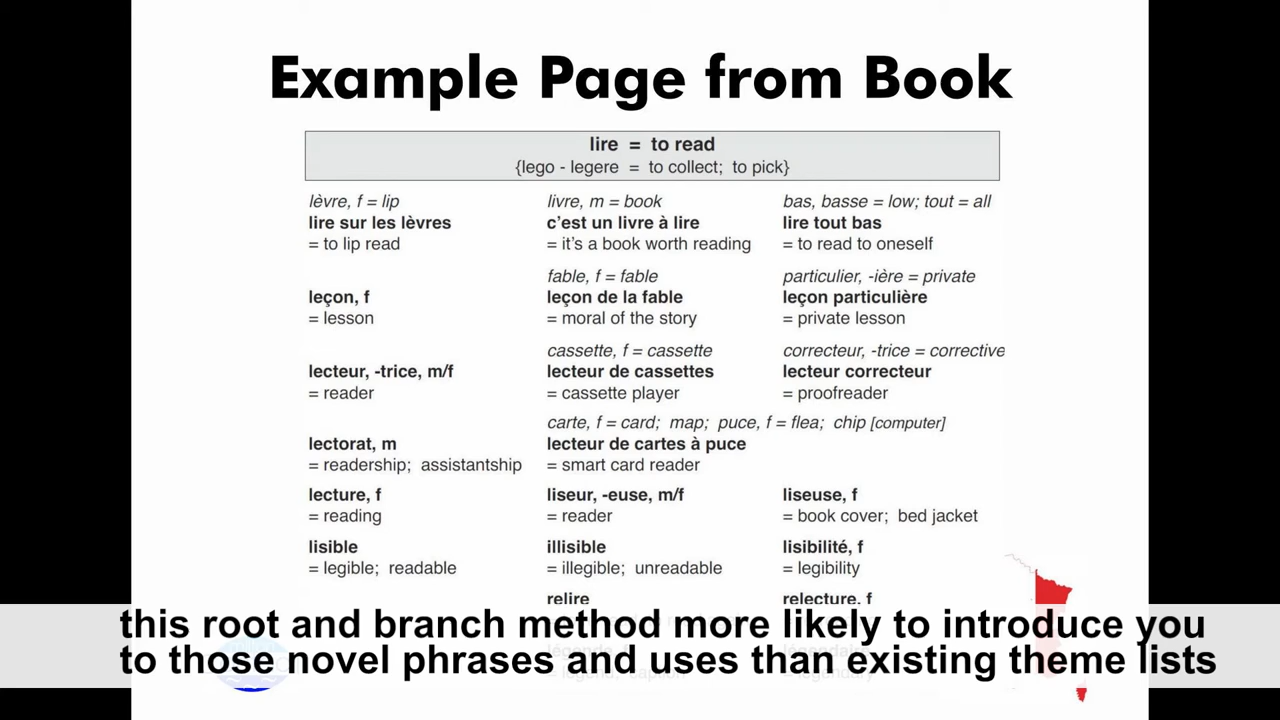 Example Page from Book
lire = to read
{lego - legere = to collect; to pick}
lèvre, f = lip livre, m = book bas, basse = low; tout = all
lire sur les lèvres c'est un livre à lire lire tout bas
= to lip read = it's a book worth reading = to read to oneself
fable, f = fable particulier, -ière = private
leçon, f leçon de la fable leçon particulière
= lesson = moral of the story = private lesson
cassette, f = cassette correcteur, -trice = corrective
lecteur, -trice, m/f lecteur de cassettes lecteur correcteur
= reader = cassette player = proofreader
carte, f = card; map; puce, f = flea; chip [computer]
lectorat, m lecteur de cartes à puce
= readership; assistantship = smart card reader
lecture, f liseur, -euse, m/f liseuse, f
= reading = reader = book cover; bed jacket
lisible illisible lisibilité, f
= legible; readable = illegible; unreadable = legibility
relire relecture, f
this root and branch method more likely to introduce you
to those novel phrases and uses than existing theme lists